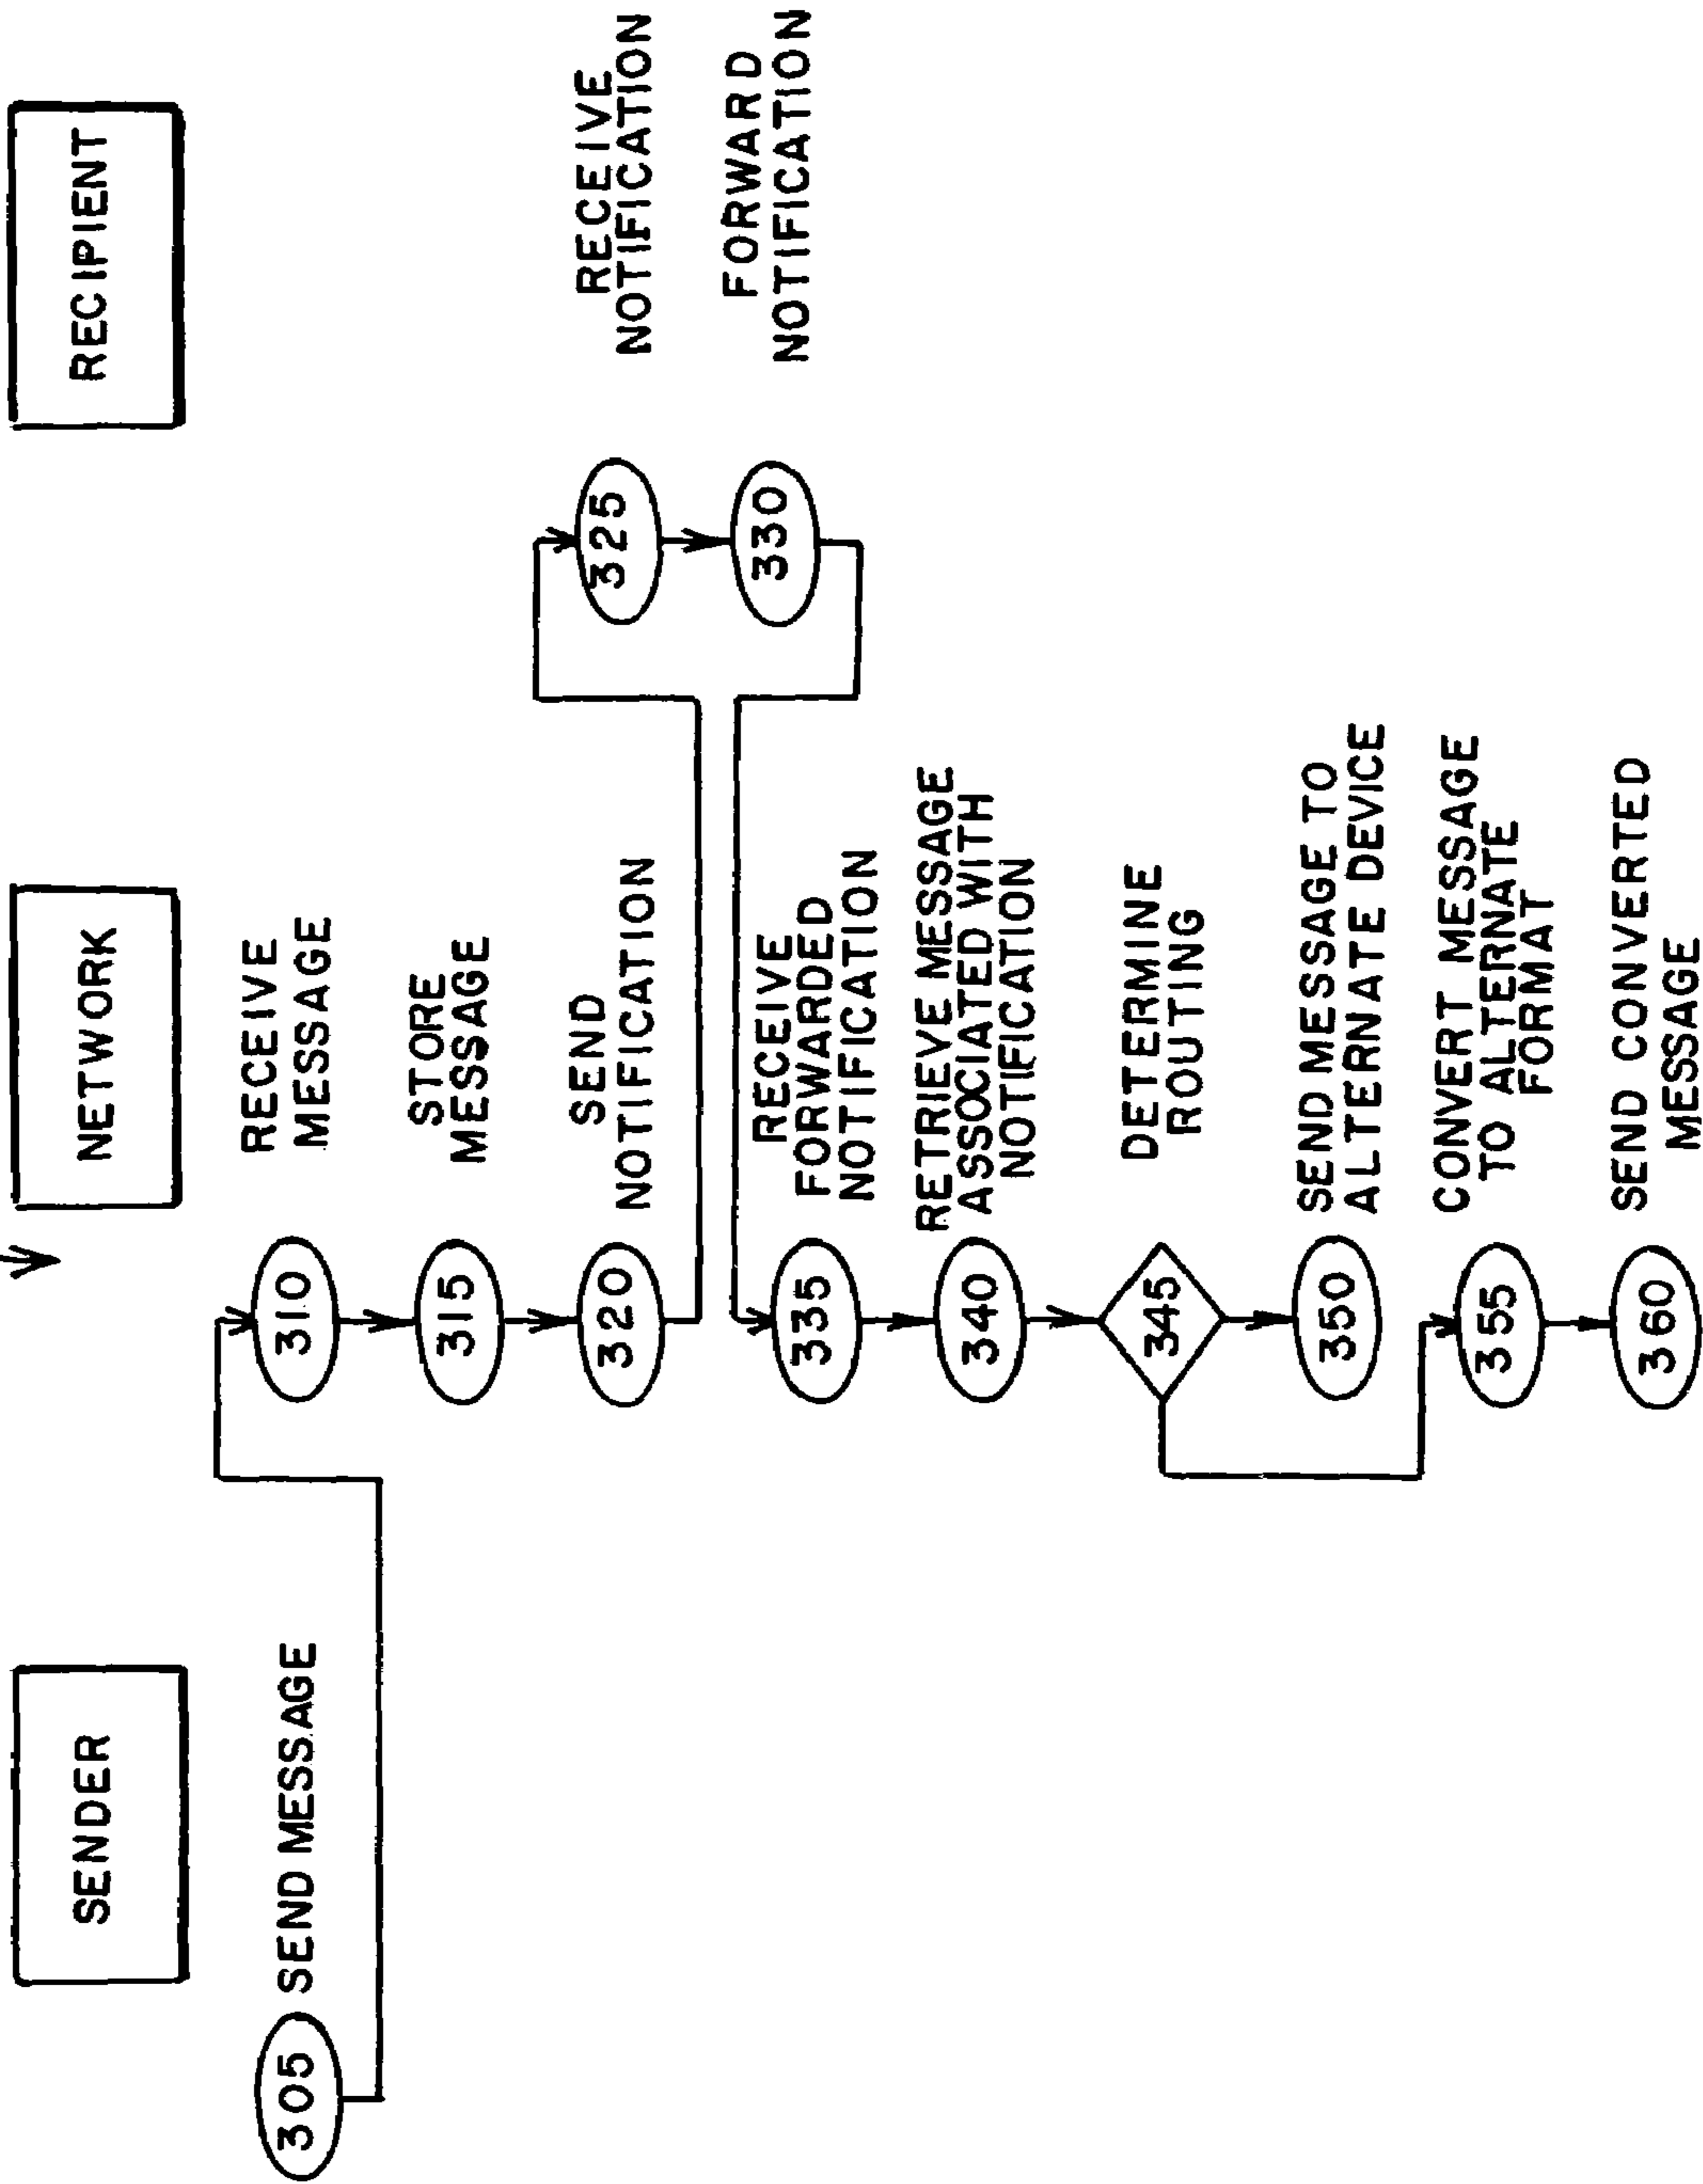 SENDER
NETWORK
RECIPIENT
305
SEND MESSAGE
310
RECEIVE
MESSAGE
315
STORE
MESSAGE
320
SEND
NOTIFICATION
325
RECEIVE
NOTIFICATION
330
FORWARD
NOTIFICATION
335
RECEIVE
FORWARDED
NOTIFICATION
340
RETRIEVE MESSAGE
ASSOCIATED WITH
NOTIFICATION
345
DETERMINE
ROUTING
350
SEND MESSAGE TO
ALTERNATE DEVICE
355
CONVERT MESSAGE
TO ALTERNATE
FORMAT
360
SEND CONVERTED
MESSAGE